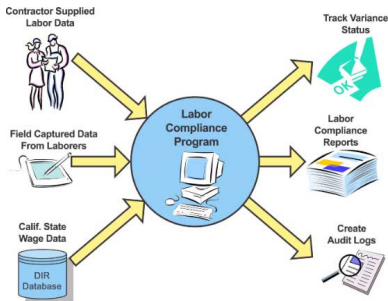 Contractor Supplied
Labor Data
Track Variance
Status
OK
Labor
Compliance
Program
Field Captured Data
From Laborers
Labor
Compliance
Reports
Calif. State
Wage Data
DIR
Database
Create
Audit Logs